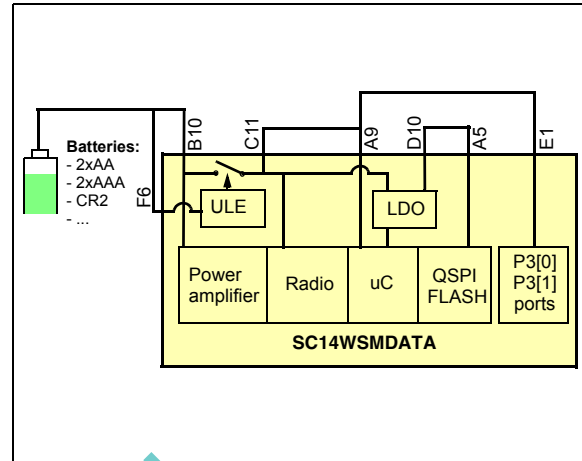 B10
C11
A9
D10
A5
E1
F6
Batteries:
- 2xAA
- 2xAAA
- CR2
- ...
ULE
LDO
Power
amplifier
Radio
uC
QSPI
FLASH
P3[0]
P3[1]
ports
SC14WSMDATA